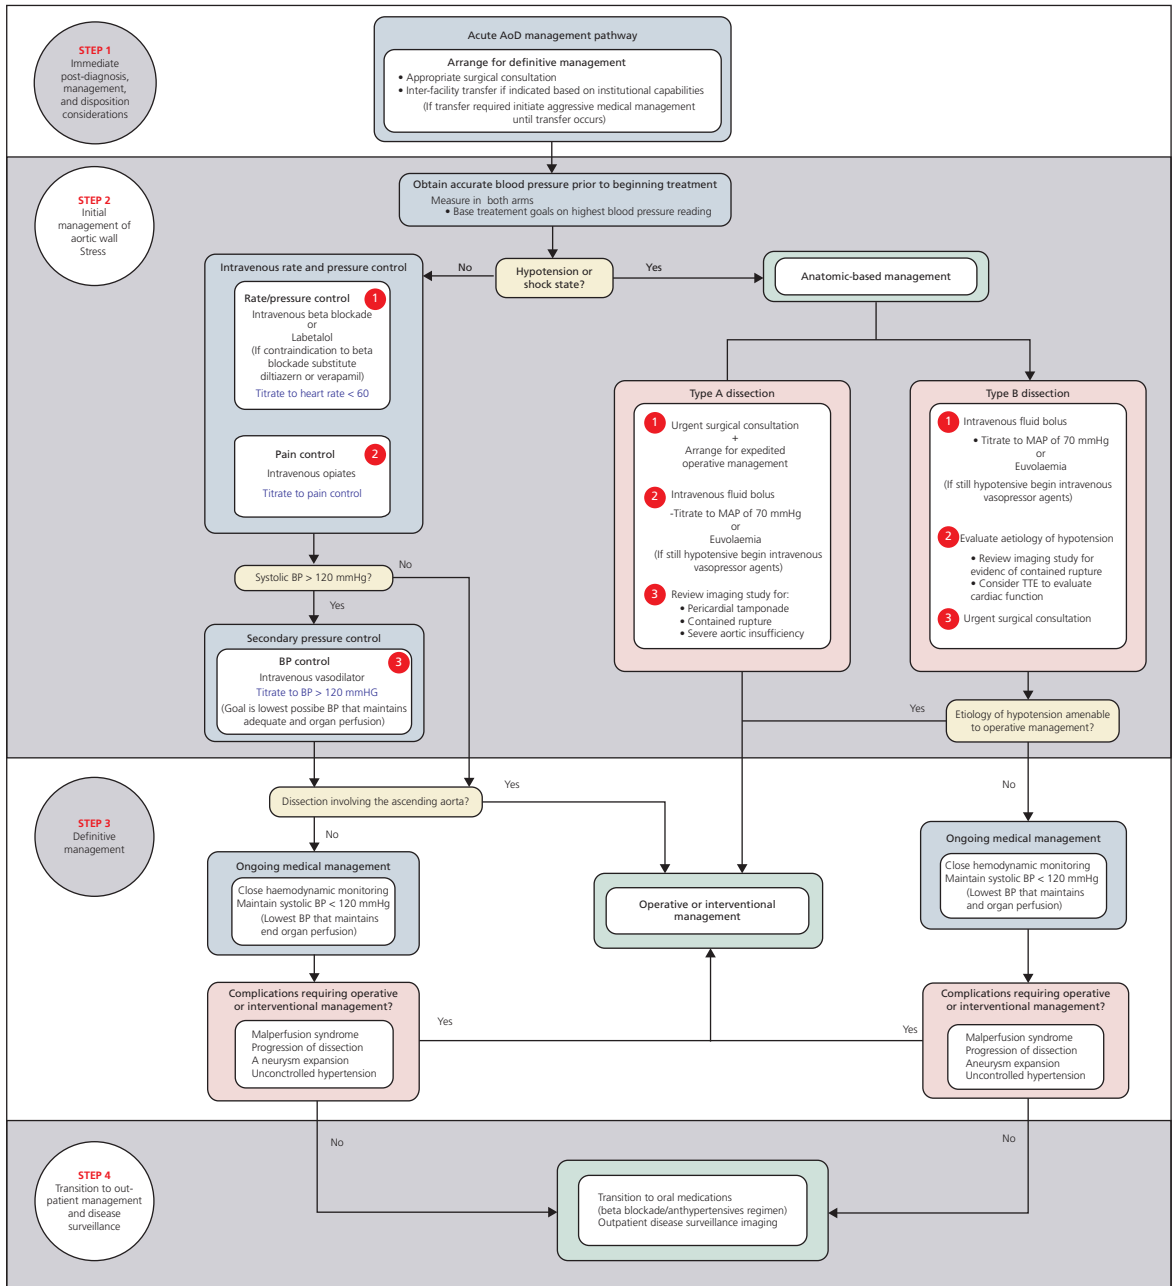 STEP 1
Immediate
post-diagnosis,
management,
and disposition
considerations
Acute AoD management pathway
Arrange for definitive management
• Appropriate surgical consultation
• Inter-facility transfer if indicated based on institutional capabilities
(If transfer required initiate aggressive medical management
until transfer occurs)
STEP 2
Initial
management of
aortic wall
Stress
Obtain accurate blood pressure prior to beginning treatment
Measure in both arms
• Base treatement goals on highest blood pressure reading
Hypotension or
shock state?
No
Yes
Intravenous rate and pressure control
Rate/pressure control
1
Intravenous beta blockade
or
Labetalol
(If contraindication to beta
blockade substitute
diltiazern or verapamil)
Titrate to heart rate < 60
Pain control
2
Intravenous opiates
Titrate to pain control
Systolic BP > 120 mmHg?
No
Yes
Secondary pressure control
BP control
3
Intravenous vasodilator
Titrate to BP > 120 mmHG
(Goal is lowest possibe BP that maintains
adequate and organ perfusion)
Anatomic-based management
Type A dissection
1
Urgent surgical consultation
+
Arrange for expedited
operative management
2
Intravenous fluid bolus
-Titrate to MAP of 70 mmHg
or
Euvolaemia
(If still hypotensive begin intravenous
vasopressor agents)
3
Review imaging study for:
• Pericardial tamponade
• Contained rupture
• Severe aortic insufficiency
Type B dissection
1
Intravenous fluid bolus
• Titrate to MAP of 70 mmHg
or
Euvolaemia
(If still hypotensive begin intravenous
vasopressor agents)
2
Evaluate aetiology of hypotension
• Review imaging study for
evidenc of contained rupture
• Consider TTE to evaluate
cardiac function
3
Urgent surgical consultation
Etiology of hypotension amenable
to operative management?
Yes
No
STEP 3
Definitive
management
Dissection involving the ascending aorta?
Yes
No
Ongoing medical management
Close haemodynamic monitoring
Maintain systolic BP < 120 mmHg
(Lowest BP that maintains
end organ perfusion)
Operative or interventional
management
Ongoing medical management
Close hemodynamic monitoring
Maintain systolic BP < 120 mmHg
(Lowest BP that maintains
and organ perfusion)
Complications requiring operative
or interventional management?
Malperfusion syndrome
Progression of dissection
A neurysm expansion
Unconctrolled hypertension
Yes
No
Complications requiring operative
or interventional management?
Malperfusion syndrome
Progression of dissection
Aneurysm expansion
Uncontrolled hypertension
Yes
No
STEP 4
Transition to out-
patient management
and disease
surveillance
Transition to oral medications
(beta blockade/anthypertensives regimen)
Outpatient disease surveillance imaging